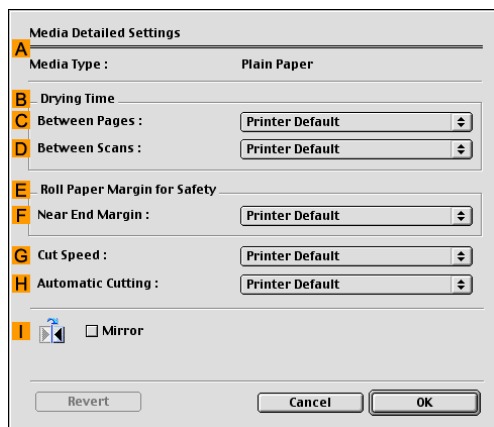 Media Detailed Settings
A
Media Type : Plain Paper
B Drying Time
C Between Pages : Printer Default
D Between Scans : Printer Default
E Roll Paper Margin for Safety
F Near End Margin : Printer Default
G Cut Speed : Printer Default
H Automatic Cutting : Printer Default
I Mirror
Revert Cancel OK